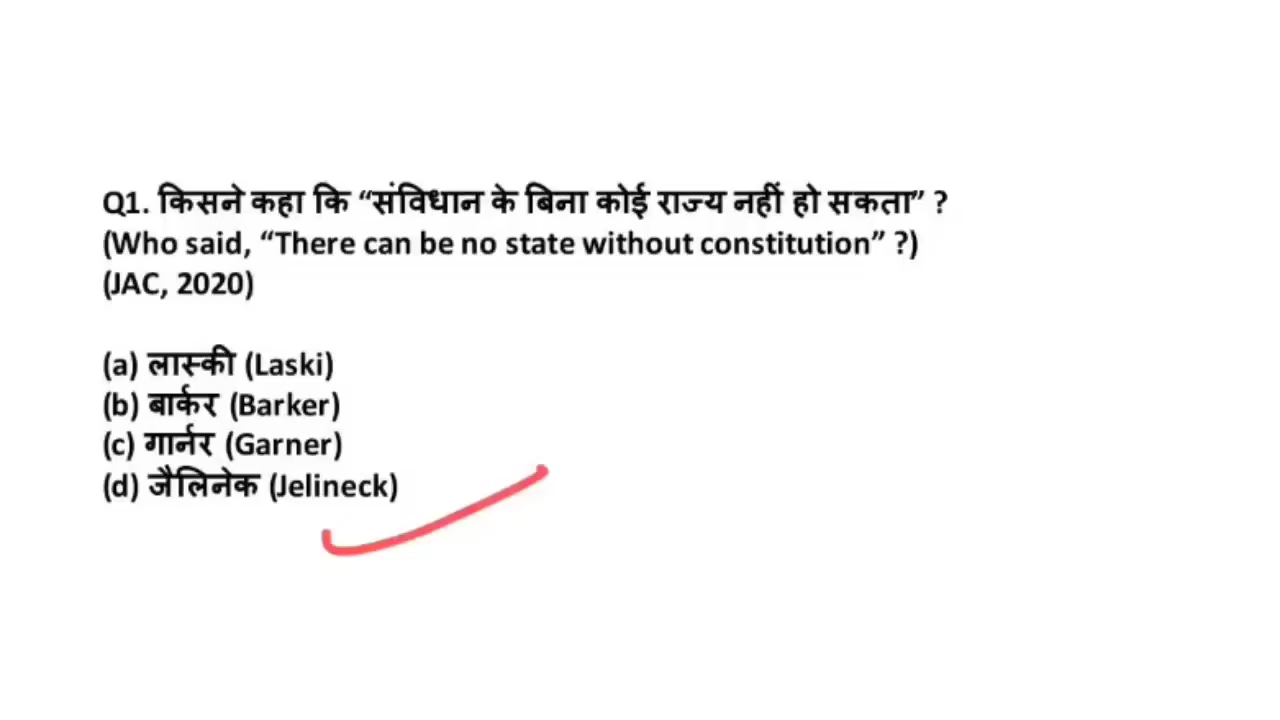 Q1. किसने कहा कि “संविधान के बिना कोई राज्य नहीं हो सकता” ?
(Who said, “There can be no state without constitution” ?)
(JAC, 2020)
(a) लास्की (Laski)
(b) बार्कर (Barker)
(c) गार्नर (Garner)
(d) जैलिनेक (Jelineck)